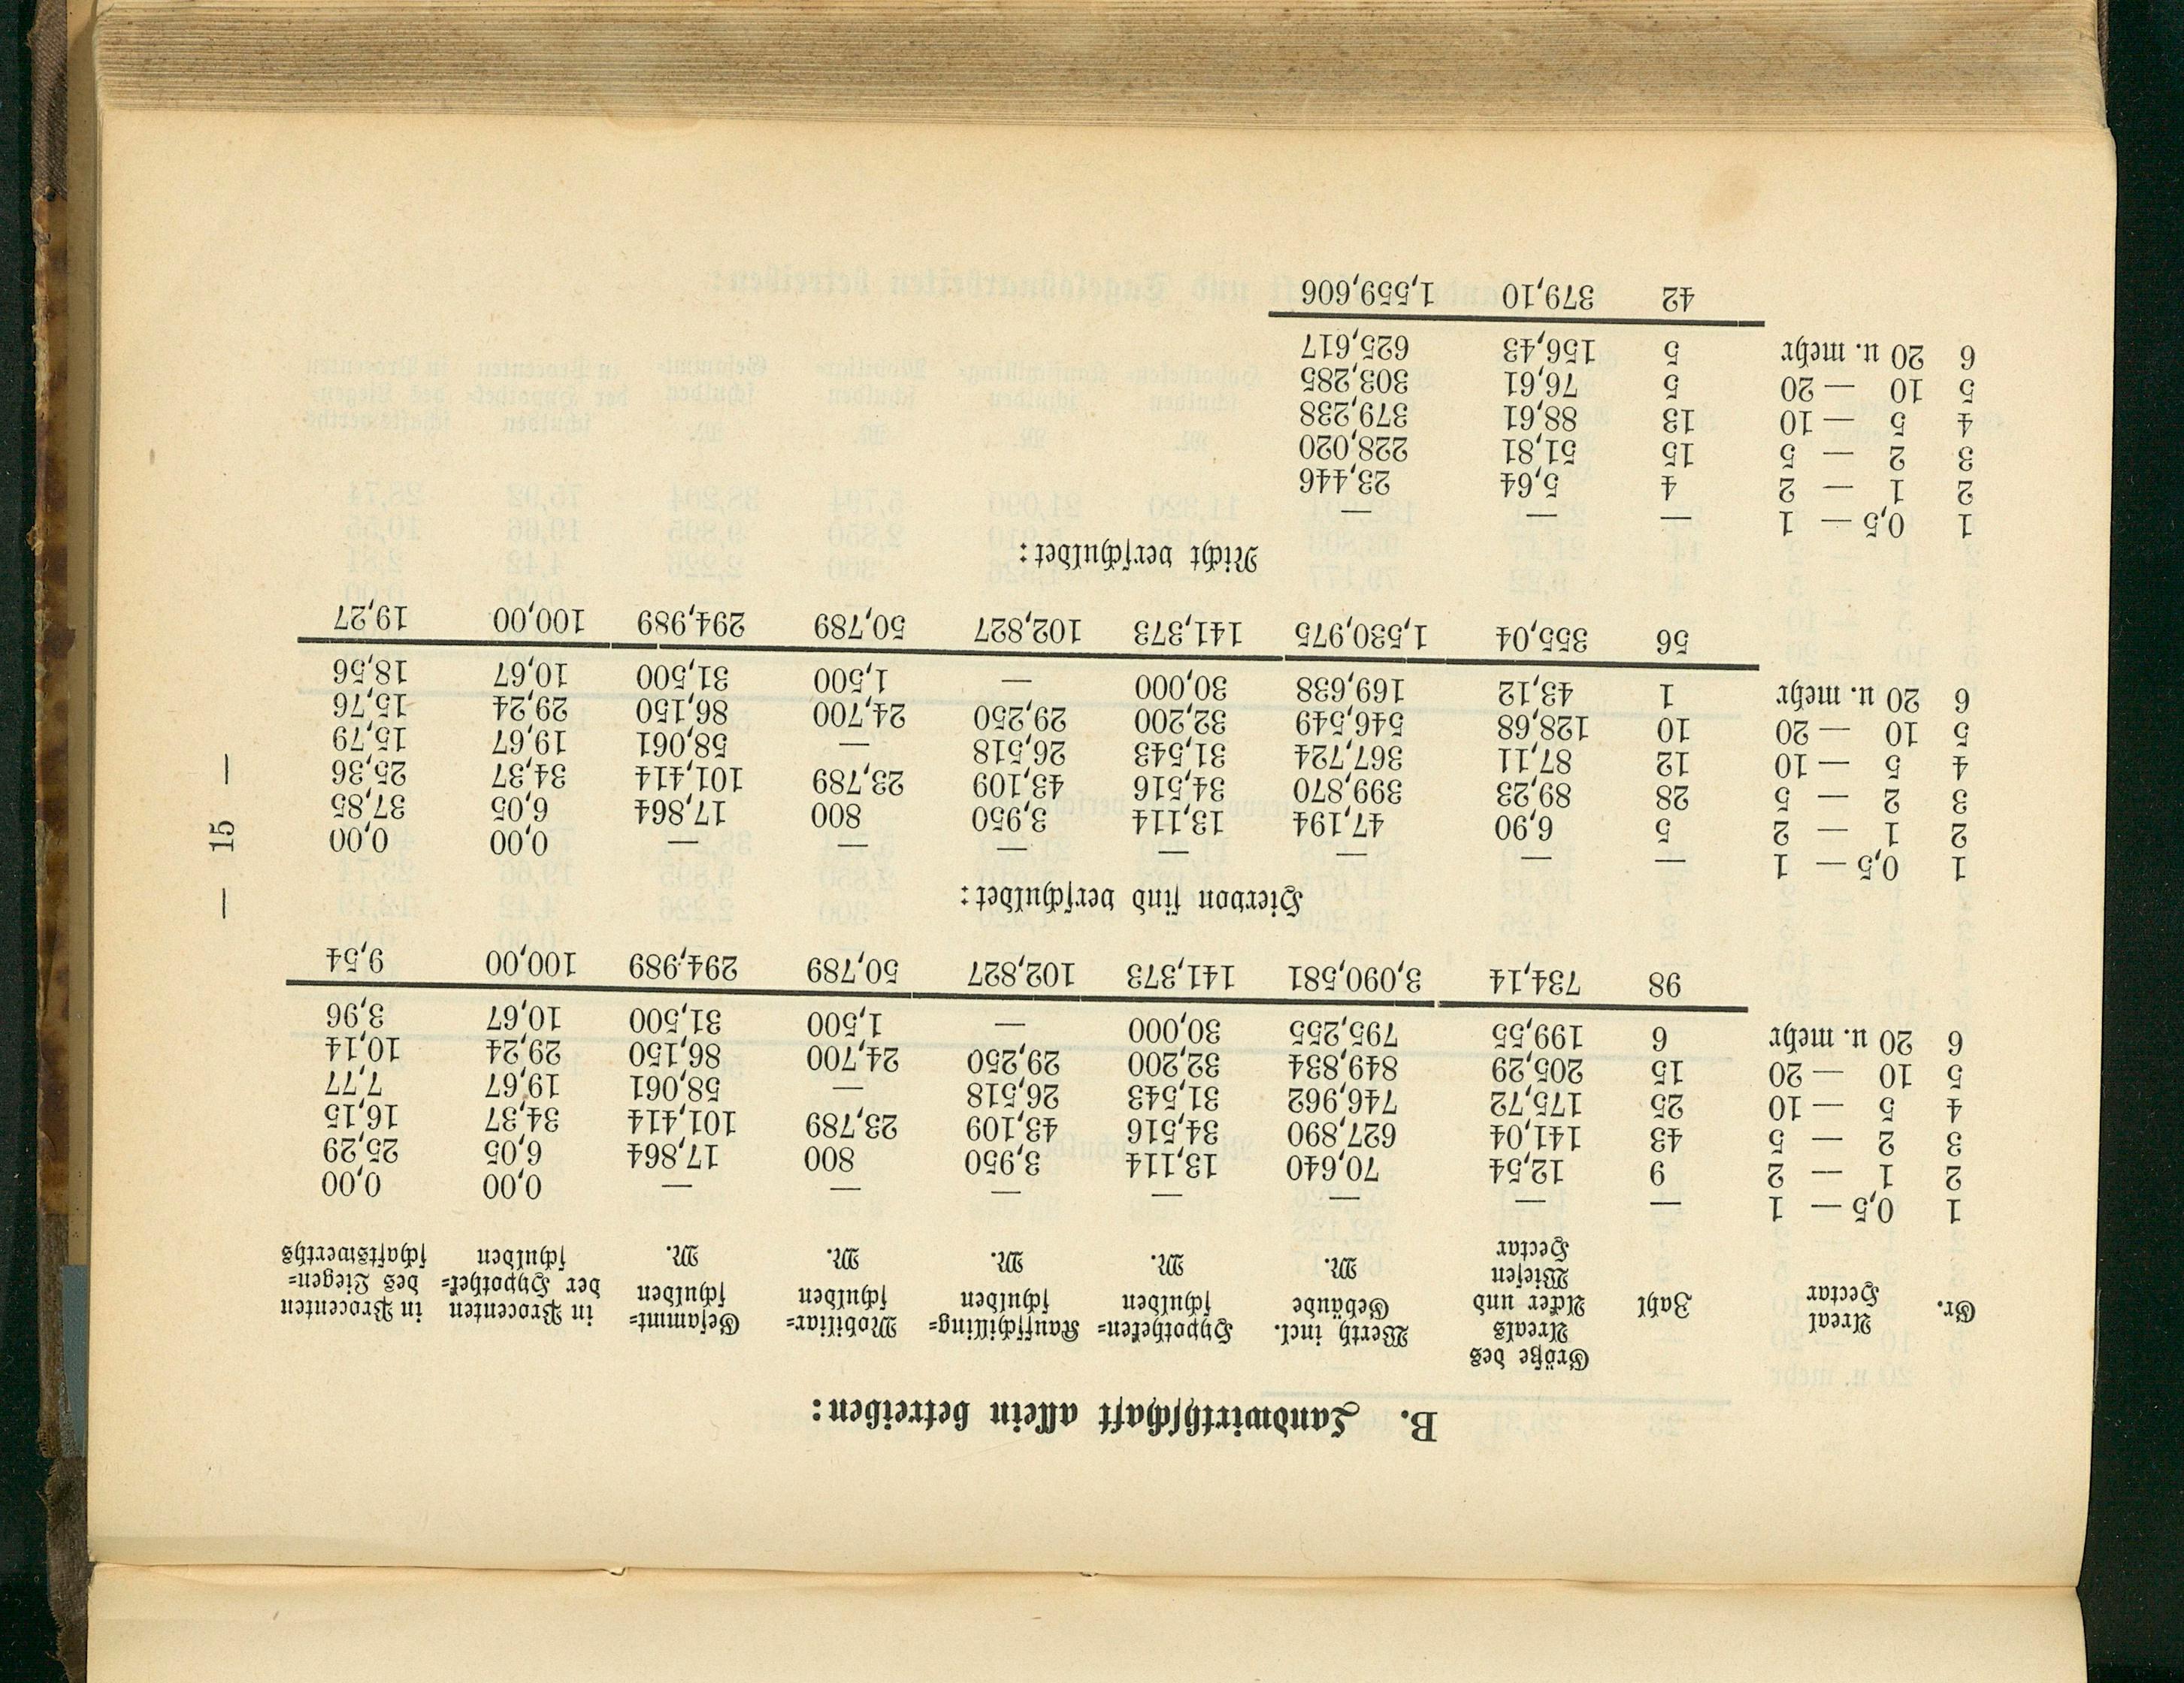 — 15 —
B. Landwirthschaft allein betreiben:
Gr. Areal Hectar Zahl Größe des Areals Acker und Wiesen Hectar Werth incl. Gebäude M. Hypotheken=schulden M. Kaufschilling=schulden M. Mobiliar=schulden M. Gesammt=schulden M. in Procenten der Hypothek=schulden in Procenten des Liegen=schaftswerths
1 0,5 — 1 — — — — — — — 0,00 0,00
2 1 — 2 9 12,54 70,640 13,114 3,950 800 17,864 6,05 25,29
3 2 — 5 43 141,04 627,890 34,516 43,109 23,789 101,414 34,37 16,15
4 5 — 10 25 175,72 746,962 31,543 26,518 — 58,061 19,67 7,77
5 10 — 20 15 205,29 849,834 32,200 29,250 24,700 86,150 29,24 10,14
6 20 u. mehr 6 199,55 795,255 30,000 — 1,500 31,500 10,67 3,96
98 734,14 3,090,581 141,373 102,827 50,789 294,989 100,00 9,54
Hiervon sind verschuldet:
1 0,5 — 1 — — — — — — — 0,00 0,00
2 1 — 2 5 6,90 47,194 13,114 3,950 800 17,864 6,05 37,85
3 2 — 5 28 89,23 399,870 34,516 43,109 23,789 101,414 34,37 25,36
4 5 — 10 12 87,11 367,724 31,543 26,518 — 58,061 19,67 15,79
5 10 — 20 10 128,68 546,549 32,200 29,250 24,700 86,150 29,24 15,76
6 20 u. mehr 1 43,12 169,638 30,000 — 1,500 31,500 10,67 18,56
56 355,04 1,530,975 141,373 102,827 50,789 294,989 100,00 19,27
Nicht verschuldet:
1 0,5 — 1 — — —
2 1 — 2 4 5,64 23,446
3 2 — 5 15 51,81 228,020
4 5 — 10 13 88,61 379,238
5 10 — 20 5 76,61 303,285
6 20 u. mehr 5 156,43 625,617
42 379,10 1,559,606